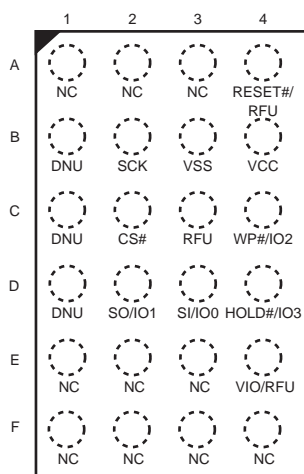 1 2 3 4
A
NC NC NC RESET#/
RFU
B
DNU SCK VSS VCC
C
DNU CS# RFU WP#/IO2
D
DNU SO/IO1 SI/IO0 HOLD#/IO3
E
NC NC NC VIO/RFU
F
NC NC NC NC